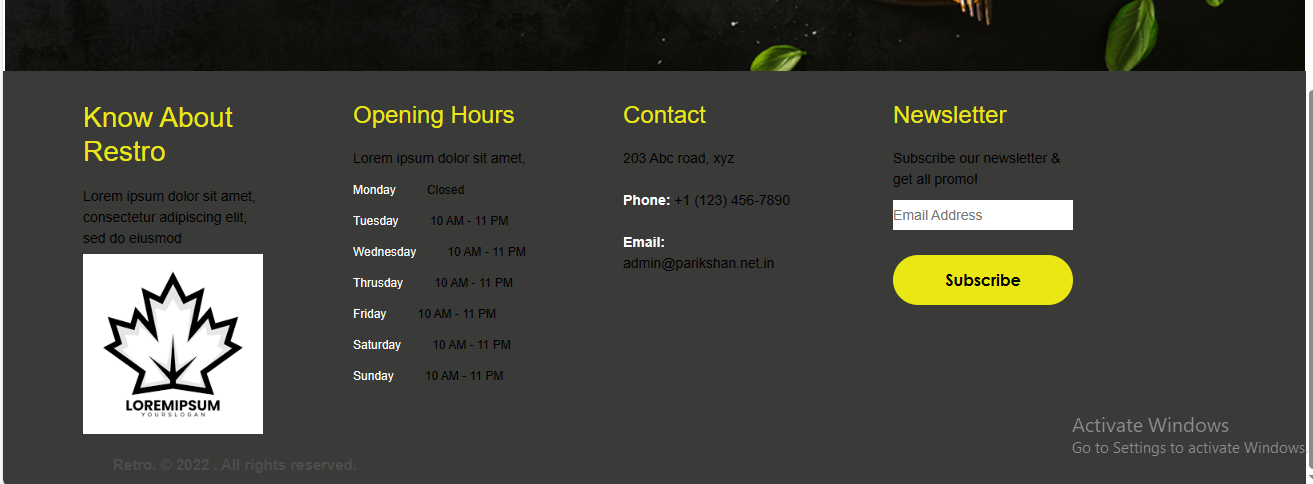 Know About
Restro
Lorem ipsum dolor sit amet,
consectetur adipiscing elit,
sed do eiusmod
LOREMIPSUM
YOURSLOGAN
Opening Hours
Lorem ipsum dolor sit amet,
Monday Closed
Tuesday 10 AM - 11 PM
Wednesday 10 AM - 11 PM
Thrusday 10 AM - 11 PM
Friday 10 AM - 11 PM
Saturday 10 AM - 11 PM
Sunday 10 AM - 11 PM
Contact
203 Abc road, xyz
Phone: +1 (123) 456-7890
Email:
admin@parikshan.net.in
Newsletter
Subscribe our newsletter &
get all promo!
Email Address
Subscribe
Retro. © 2022 . All rights reserved.
Activate Windows
Go to Settings to activate Windows.